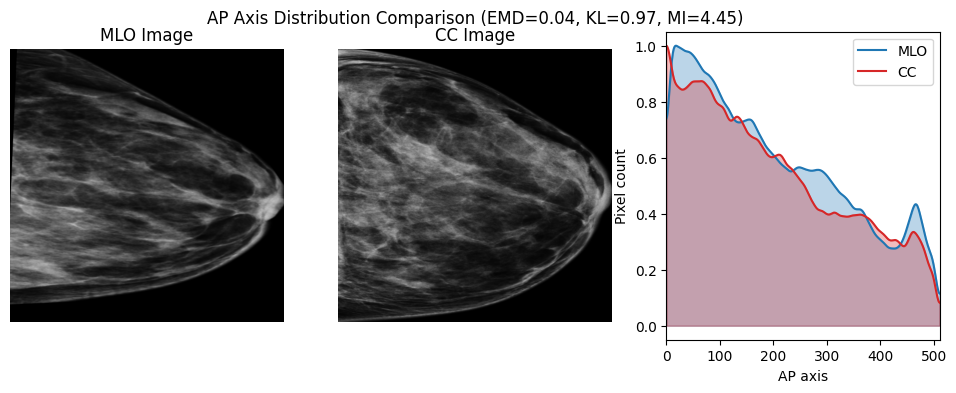 AP Axis Distribution Comparison (EMD=0.04, KL=0.97, MI=4.45)
MLO Image
CC Image
MLO
CC
1.0
0.8
0.6
0.4
0.2
0.0
Pixel count
0 100 200 300 400 500
AP axis